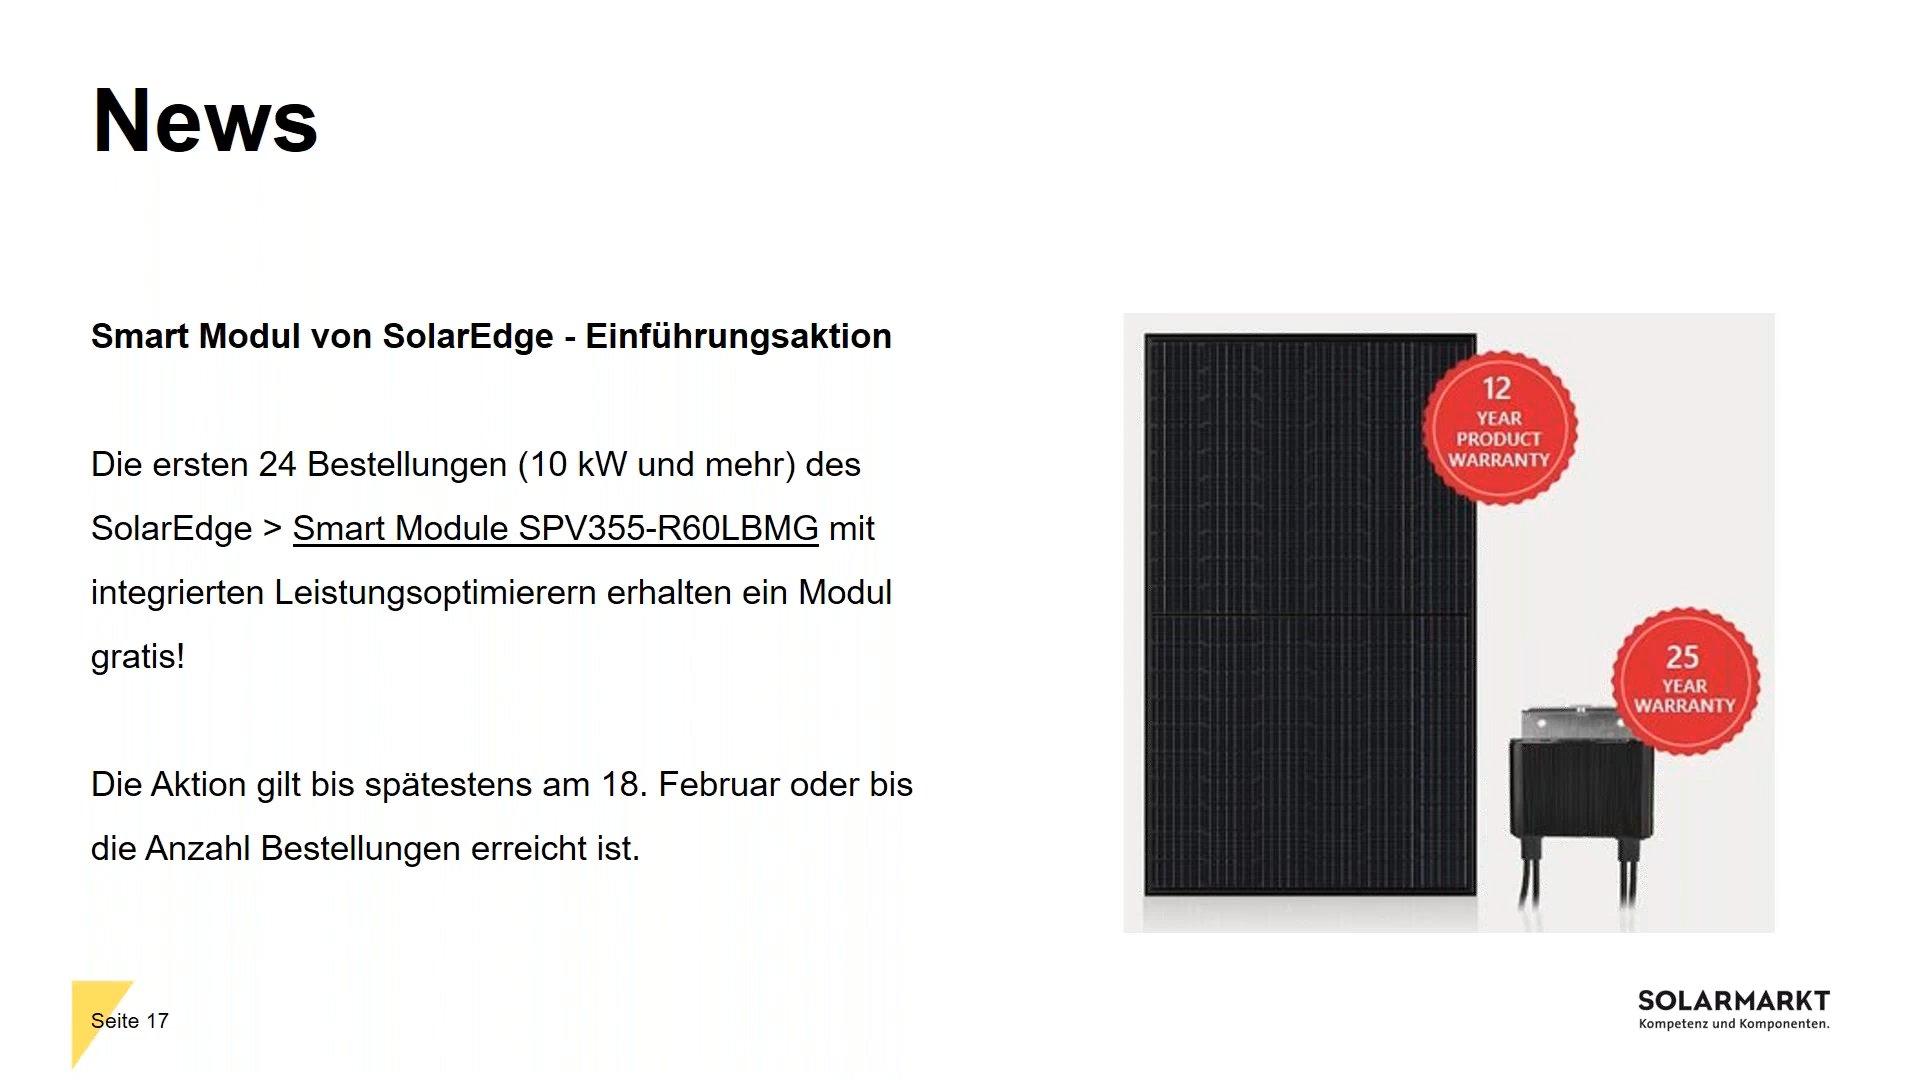 News
Smart Modul von SolarEdge - Einführungsaktion
Die ersten 24 Bestellungen (10 kW und mehr) des
SolarEdge > Smart Module SPV355-R60LBMG mit
integrierten Leistungsoptimierern erhalten ein Modul
gratis!
Die Aktion gilt bis spätestens am 18. Februar oder bis
die Anzahl Bestellungen erreicht ist.
12
YEAR
PRODUCT
WARRANTY
25
YEAR
WARRANTY
Seite 17
SOLARMARKT
Kompetenz und Komponenten.